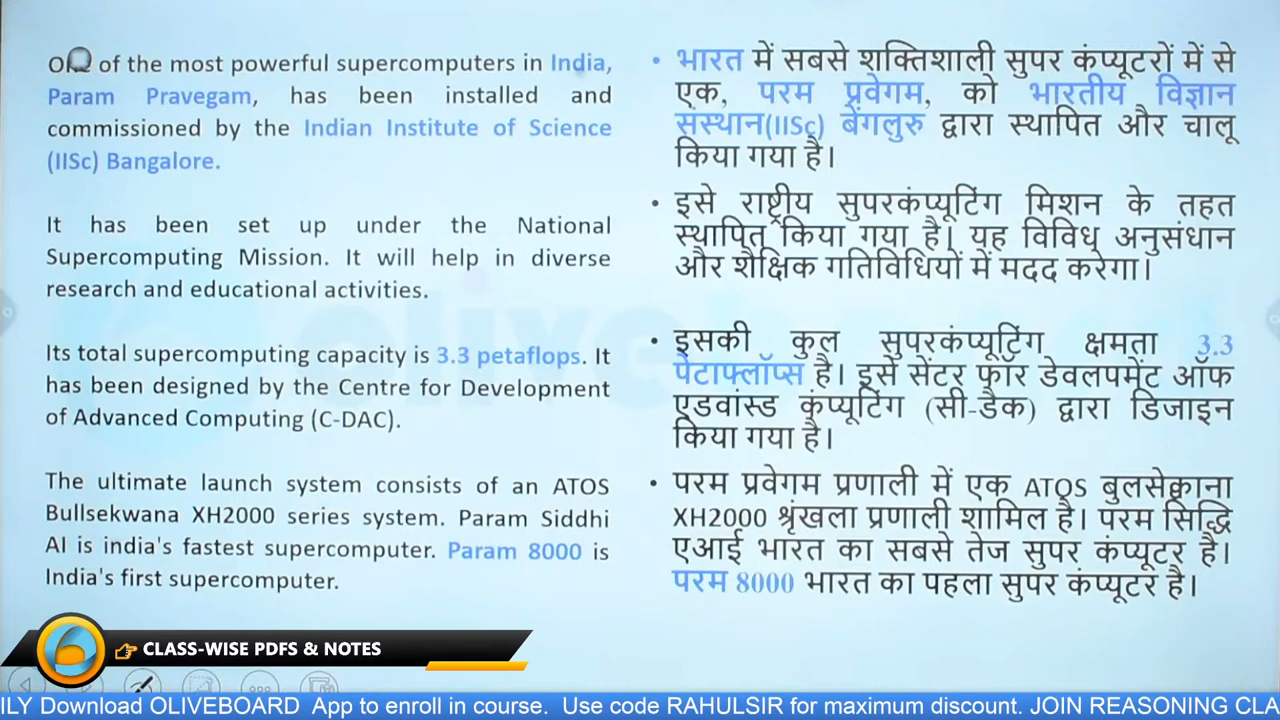 One of the most powerful supercomputers in India,
Param Pravegam, has been installed and
commissioned by the Indian Institute of Science
(IISc) Bangalore.
It has been set up under the National
Supercomputing Mission. It will help in diverse
research and educational activities.
Its total supercomputing capacity is 3.3 petaflops. It
has been designed by the Centre for Development
of Advanced Computing (C-DAC).
The ultimate launch system consists of an ATOS
Bullsekwana XH2000 series system. Param Siddhi
AI is india's fastest supercomputer. Param 8000 is
India's first supercomputer.
• भारत में सबसे शक्तिशाली सुपर कंप्यूटरों में से
एक, परम प्रवेगम, को भारतीय विज्ञान
संस्थान(IISc) बेंगलुरु द्वारा स्थापित और चालू
किया गया है।
• इसे राष्ट्रीय सुपरकंप्यूटिंग मिशन के तहत
स्थापित किया गया है। यह विविध अनुसंधान
और शैक्षिक गतिविधियों में मदद करेगा।
• इसकी कुल सुपरकंप्यूटिंग क्षमता 3.3
पेटाफ्लॉप्स है। इसे सेंटर फॉर डेवलपमेंट ऑफ
एडवांस्ड कंप्यूटिंग (सी-डैक) द्वारा डिजाइन
किया गया है।
• परम प्रवेगम प्रणाली में एक ATOS बुलसेक्वाना
XH2000 श्रृंखला प्रणाली शामिल है। परम सिद्धि
एआई भारत का सबसे तेज सुपर कंप्यूटर है।
परम 8000 भारत का पहला सुपर कंप्यूटर है।
CLASS-WISE PDFS & NOTES
ILY Download OLIVEBOARD App to enroll in course. Use code RAHULSIR for maximum discount. JOIN REASONING CLA